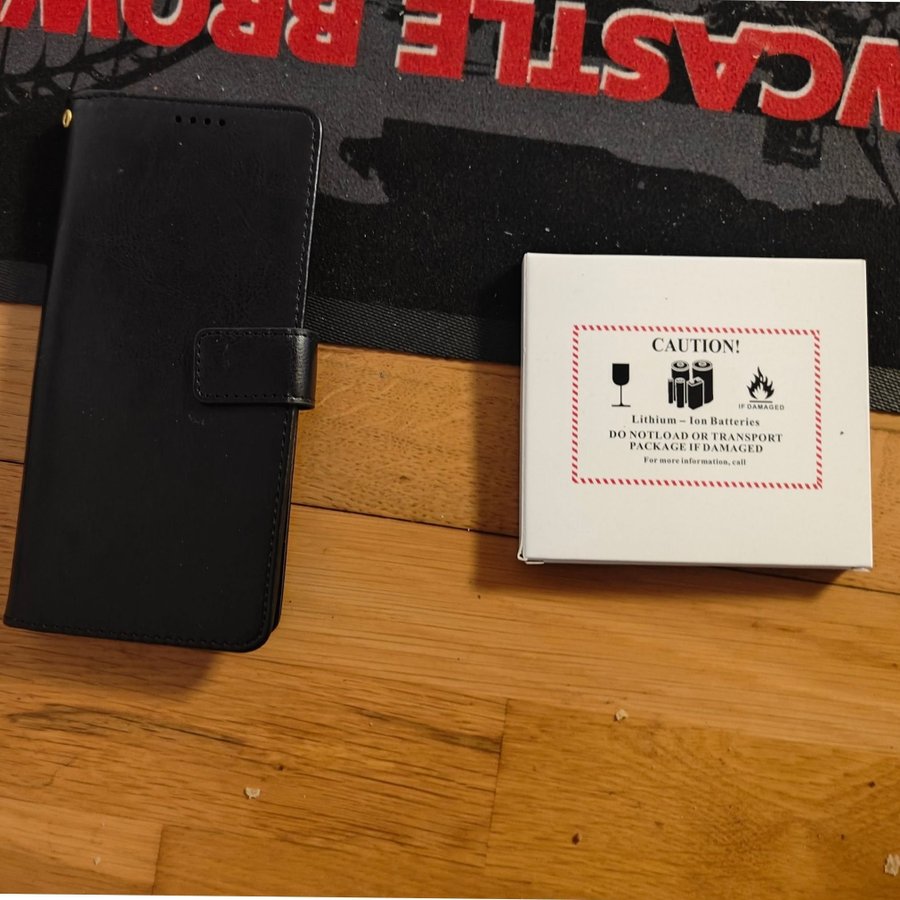 NCASTLE BROW
CAUTION!
IF DAMAGED
Lithium – Ion Batteries
DO NOTLOAD OR TRANSPORT
PACKAGE IF DAMAGED
For more information, call